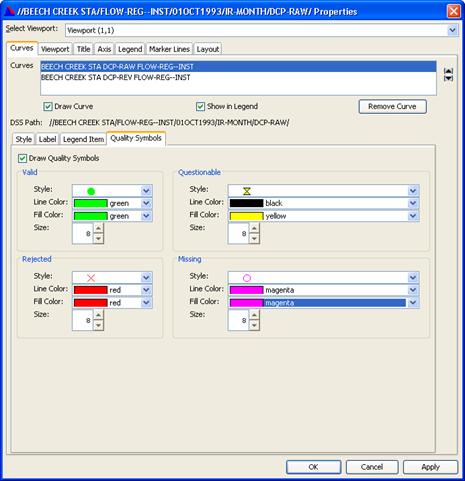 //BEECH CREEK STA/FLOW-REG--INST/01OCT1993/IR-MONTH/DCP-RAW/ Properties
Select Viewport: Viewport (1,1)
Curves Viewport Title Axis Legend Marker Lines Layout
Curves BEECH CREEK STA DCP-RAW FLOW-REG--INST
BEECH CREEK STA DCP-REV FLOW-REG--INST
Draw Curve Show in Legend Remove Curve
DSS Path: //BEECH CREEK STA/FLOW-REG--INST/01OCT1993/IR-MONTH/DCP-RAW/
Style Label Legend Item Quality Symbols
Draw Quality Symbols
Valid Questionable
Style: Style:
Line Color: green Line Color: black
Fill Color: green Fill Color: yellow
Size: 8 Size: 8
Rejected Missing
Style: Style:
Line Color: red Line Color: magenta
Fill Color: red Fill Color: magenta
Size: 8 Size: 8
OK Cancel Apply